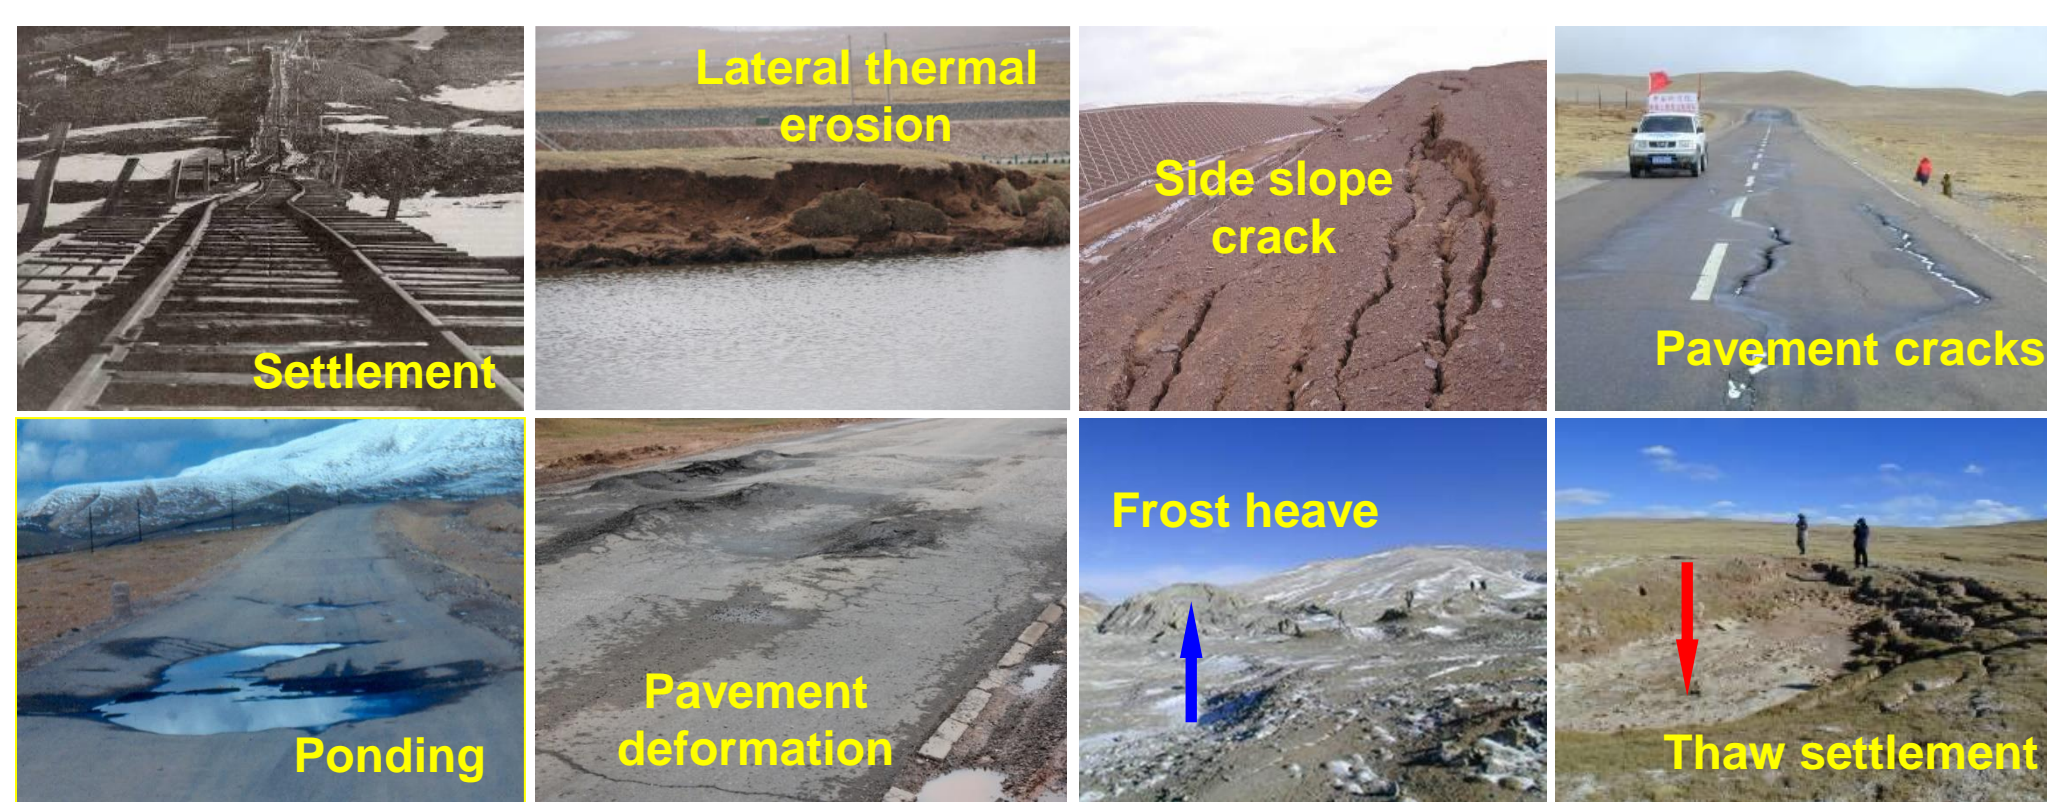 Settlement
Lateral thermal
erosion
Side slope
crack
Pavement cracks
Ponding
Pavement
deformation
Frost heave
Thaw settlement